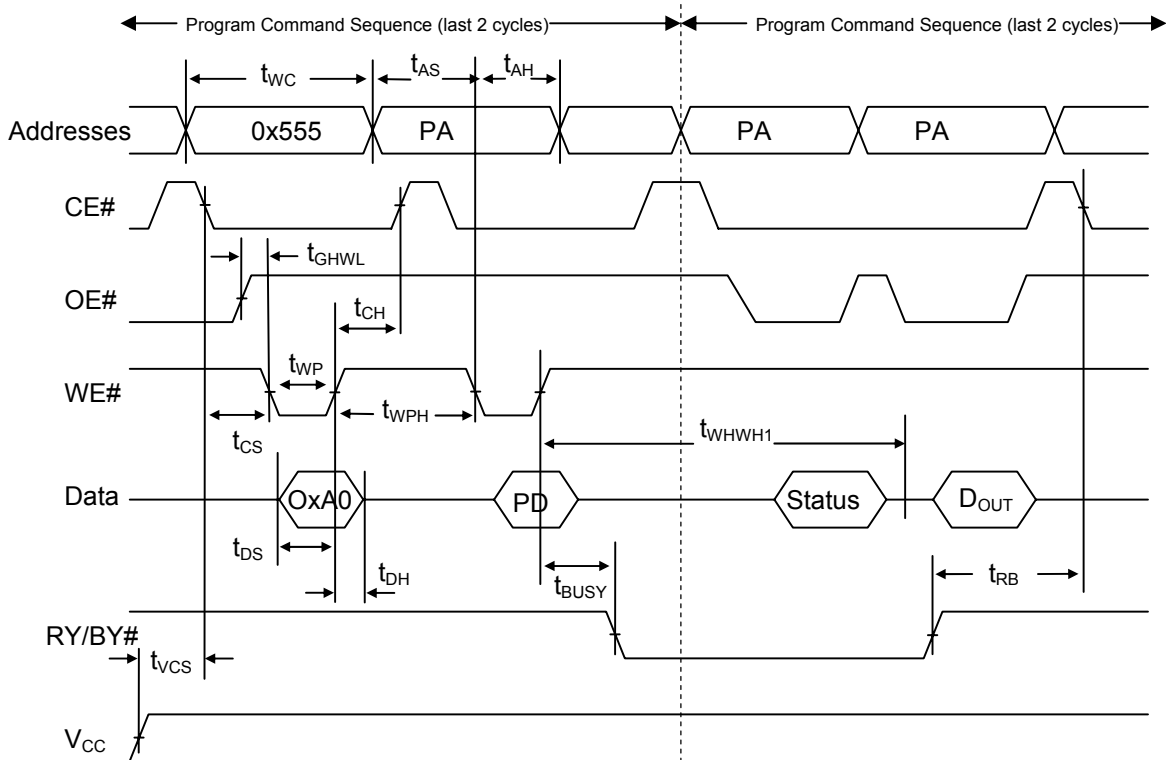 Program Command Sequence (last 2 cycles) Program Command Sequence (last 2 cycles)
tWC tAS tAH
Addresses 0x555 PA PA PA
CE#
tGHWL
OE#
tCH
tWP
WE#
tWPH
tWHWH1
tCS
Data OxA0 PD Status DOUT
tDS
tDH
tBUSY
tRB
RY/BY#
tVCS
VCC